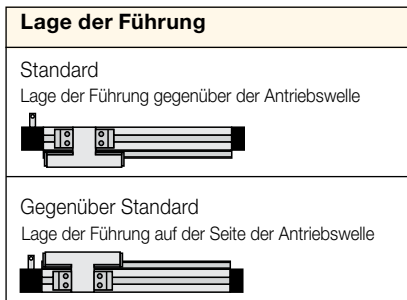 Lage der Führung
Standard
Lage der Führung gegenüber der Antriebswelle
Gegenüber Standard
Lage der Führung auf der Seite der Antriebswelle